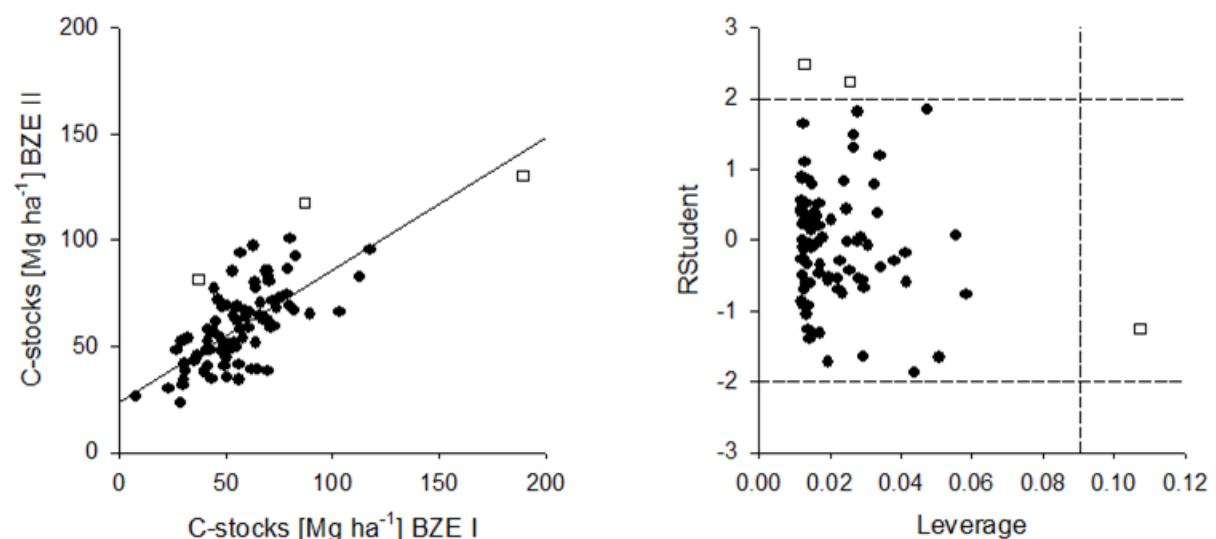 200
150
100
50
0
C-stocks [Mg ha⁻¹] BZE II
0 50 100 150 200
C-stocks [Mg ha⁻¹] BZE I
3
2
1
0
-1
-2
-3
RStudent
0.00 0.02 0.04 0.06 0.08 0.10 0.12
Leverage